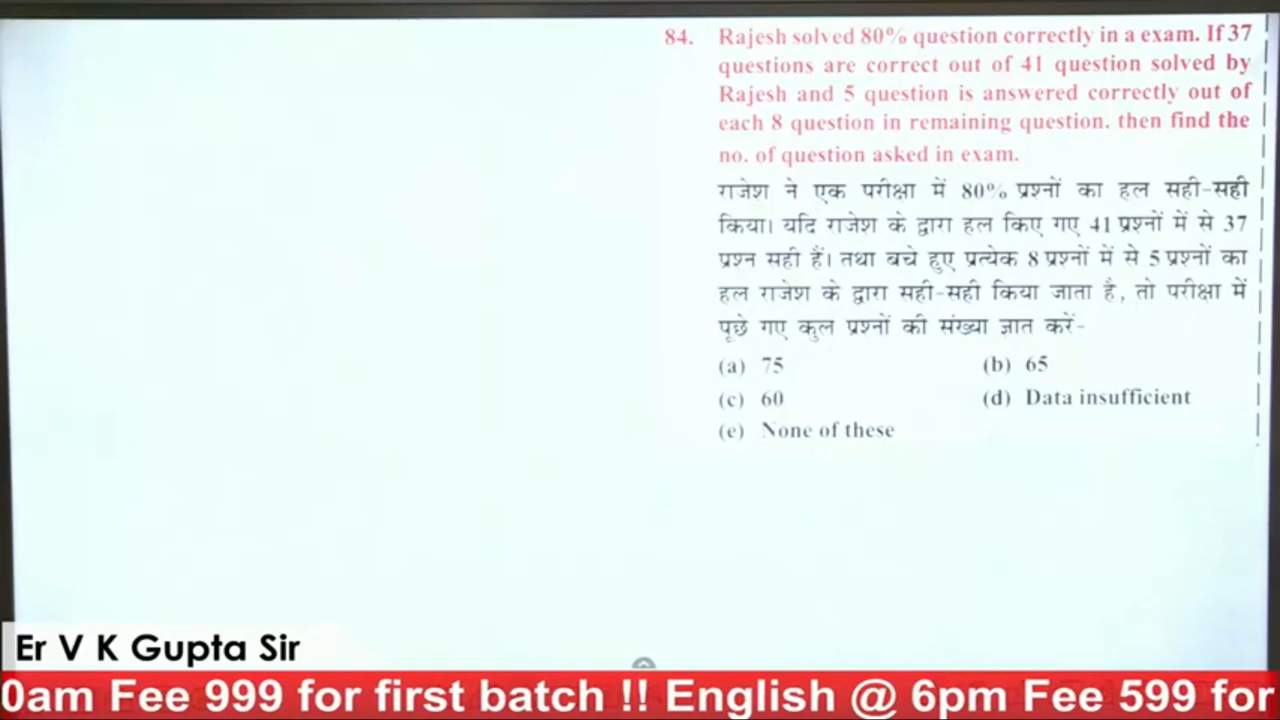 84. Rajesh solved 80% question correctly in a exam. If 37
questions are correct out of 41 question solved by
Rajesh and 5 question is answered correctly out of
each 8 question in remaining question. then find the
no. of question asked in exam.
राजेश ने एक परीक्षा में 80% प्रश्नों का हल सही-सही
किया। यदि राजेश के द्वारा हल किए गए 41 प्रश्नों में से 37
प्रश्न सही हैं। तथा बचे हुए प्रत्येक 8 प्रश्नों में से 5 प्रश्नों का
हल राजेश के द्वारा सही-सही किया जाता है, तो परीक्षा में
पूछे गए कुल प्रश्नों की संख्या ज्ञात करें-
(a) 75 (b) 65
(c) 60 (d) Data insufficient
(e) None of these
Er V K Gupta Sir
0am Fee 999 for first batch !! English @ 6pm Fee 599 for